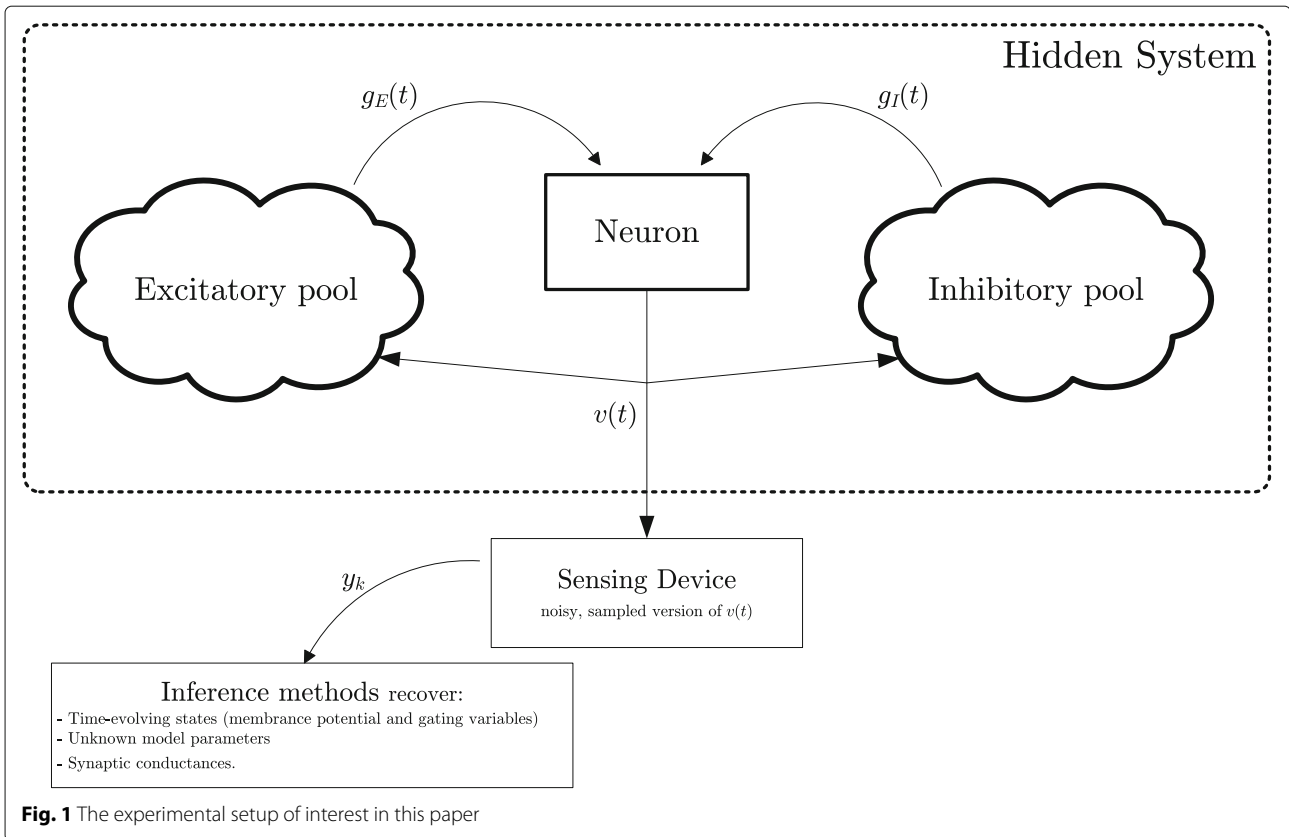 Hidden System
g_E(t)
g_I(t)
Neuron
Excitatory pool
Inhibitory pool
v(t)
Sensing Device
noisy, sampled version of v(t)
y_k
Inference methods recover:
- Time-evolving states (membrance potential and gating variables)
- Unknown model parameters
- Synaptic conductances.
Fig. 1 The experimental setup of interest in this paper